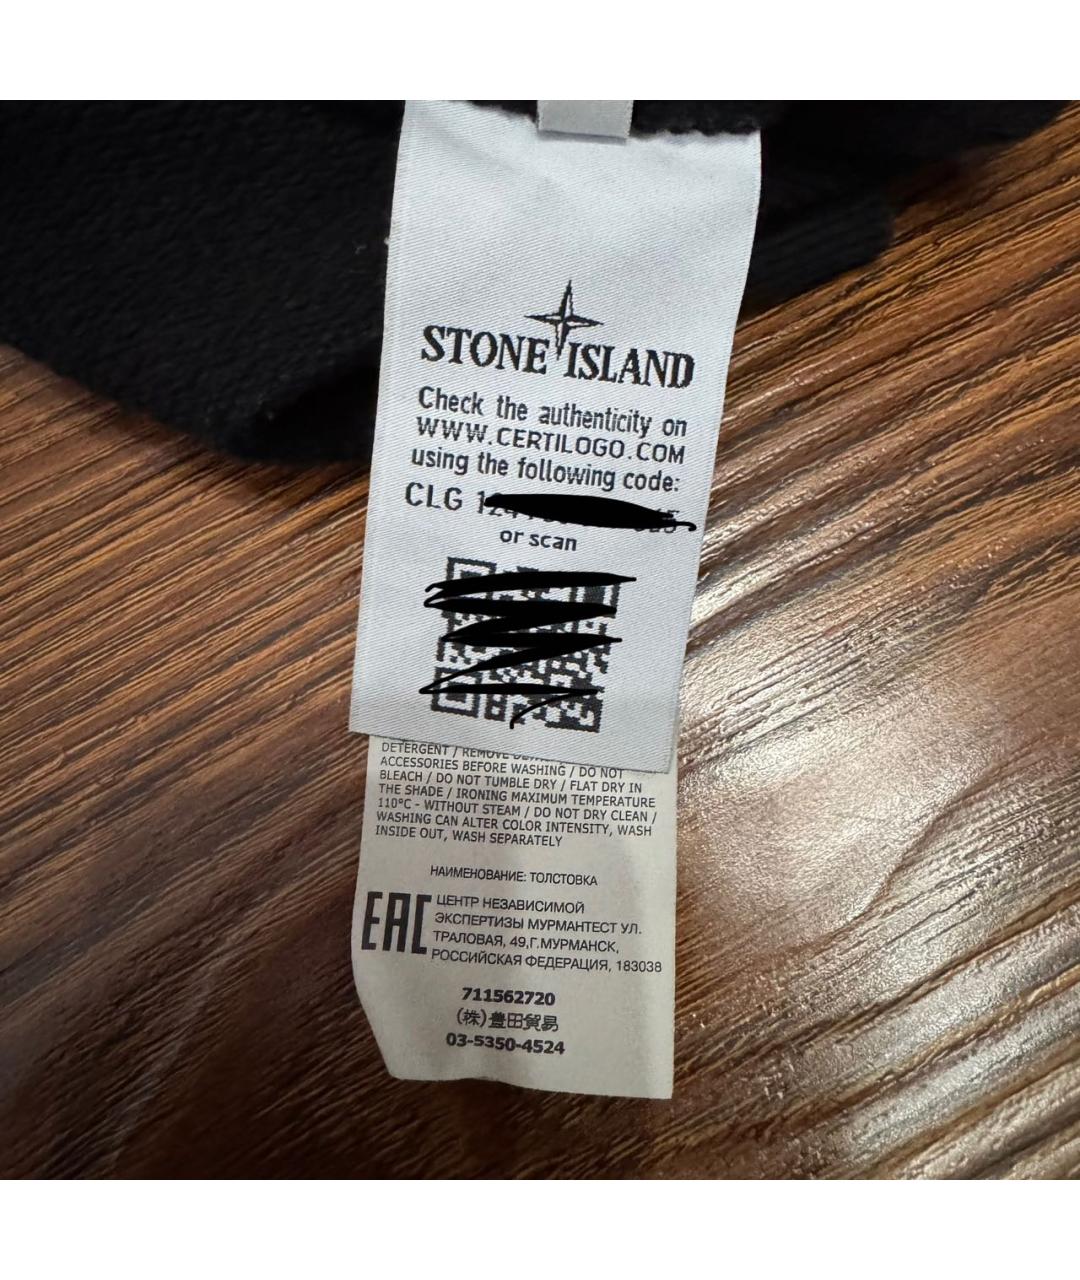 STONE ISLAND
Check the authenticity on
WWW.CERTILOGO.COM
using the following code:
CLG
or scan
DETERGENT / REMOVE
ACCESSORIES BEFORE WASHING / DO NOT
BLEACH / DO NOT TUMBLE DRY / FLAT DRY IN
THE SHADE / IRONING MAXIMUM TEMPERATURE
110°C - WITHOUT STEAM / DO NOT DRY CLEAN /
WASHING CAN ALTER COLOR INTENSITY, WASH
INSIDE OUT, WASH SEPARATELY
НАИМЕНОВАНИЕ: ТОЛСТОВКА
EAC
ЦЕНТР НЕЗАВИСИМОЙ
ЭКСПЕРТИЗЫ МУРМАНТЕСТ УЛ.
ТРАЛОВАЯ, 49,Г.МУРМАНСК,
РОССИЙСКАЯ ФЕДЕРАЦИЯ, 183038
711562720
(株)豊田貿易
03-5350-4524